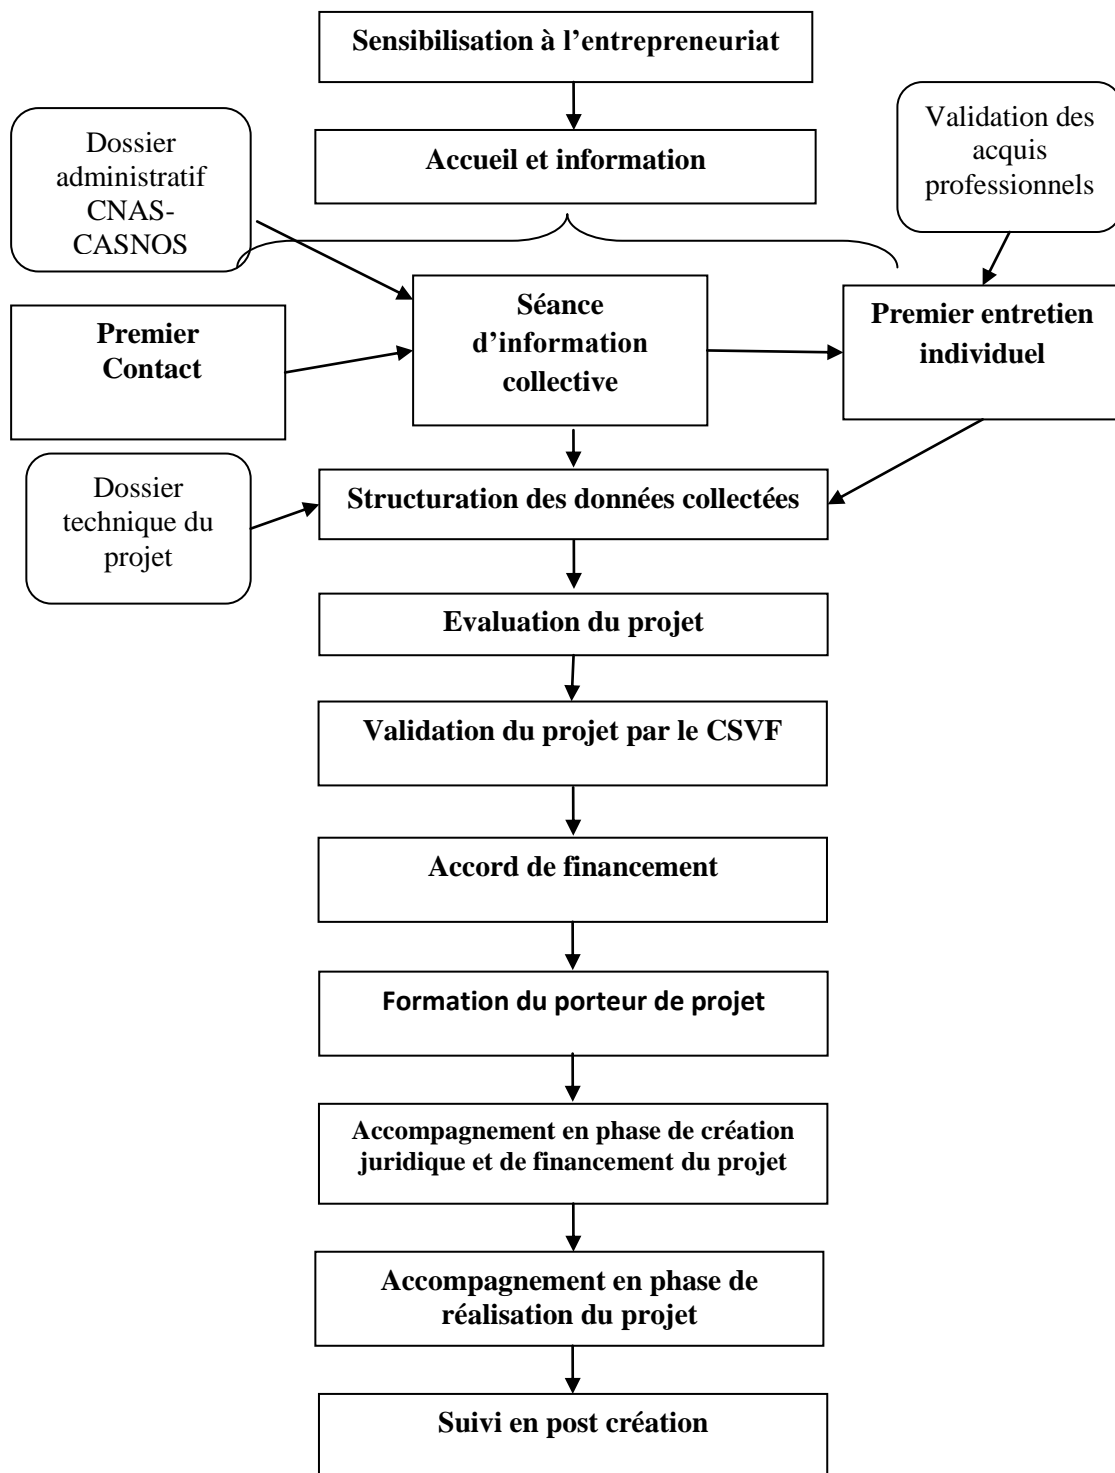 Sensibilisation à l’entrepreneuriat
Dossier
administratif
CNAS-
CASNOS
Accueil et information
Validation des
acquis
professionnels
Premier
Contact
Séance
d’information
collective
Premier entretien
individuel
Dossier
technique du
projet
Structuration des données collectées
Evaluation du projet
Validation du projet par le CSVF
Accord de financement
Formation du porteur de projet
Accompagnement en phase de création
juridique et de financement du projet
Accompagnement en phase de
réalisation du projet
Suivi en post création